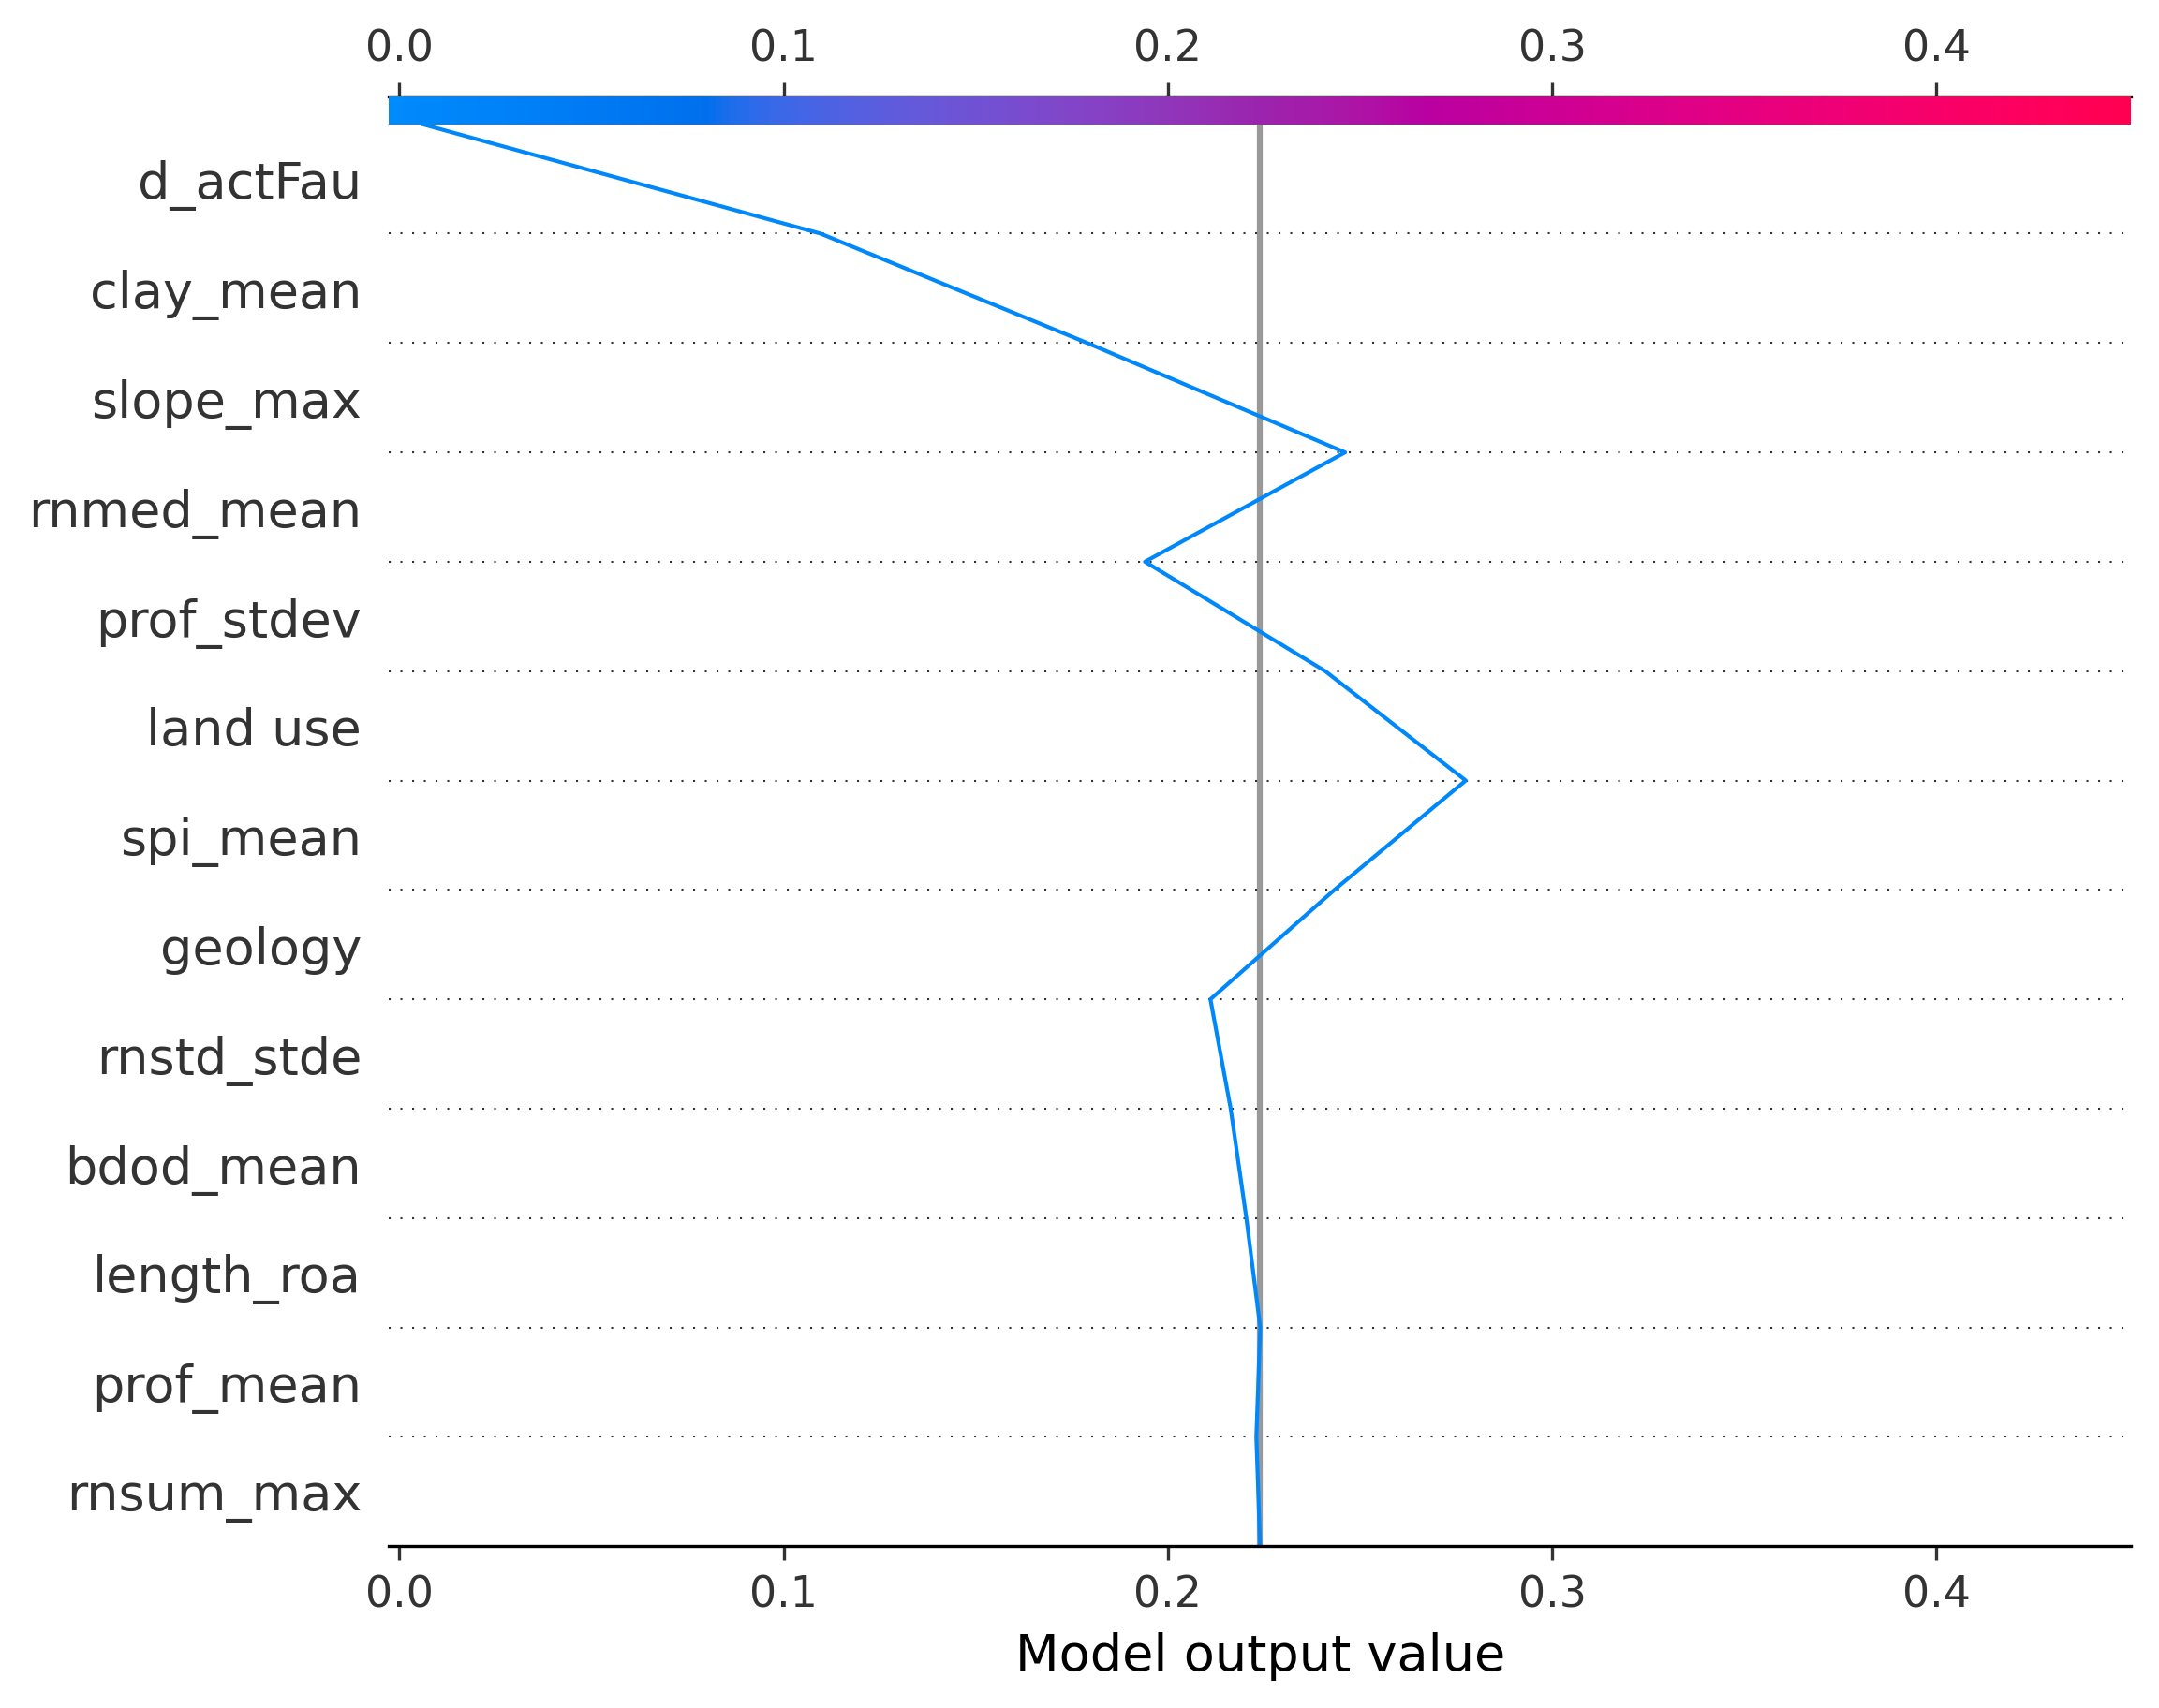 0.0 0.1 0.2 0.3 0.4
d_actFau
clay_mean
slope_max
rnmed_mean
prof_stdev
land use
spi_mean
geology
rnstd_stde
bdod_mean
length_roa
prof_mean
rnsum_max
0.0 0.1 0.2 0.3 0.4
Model output value